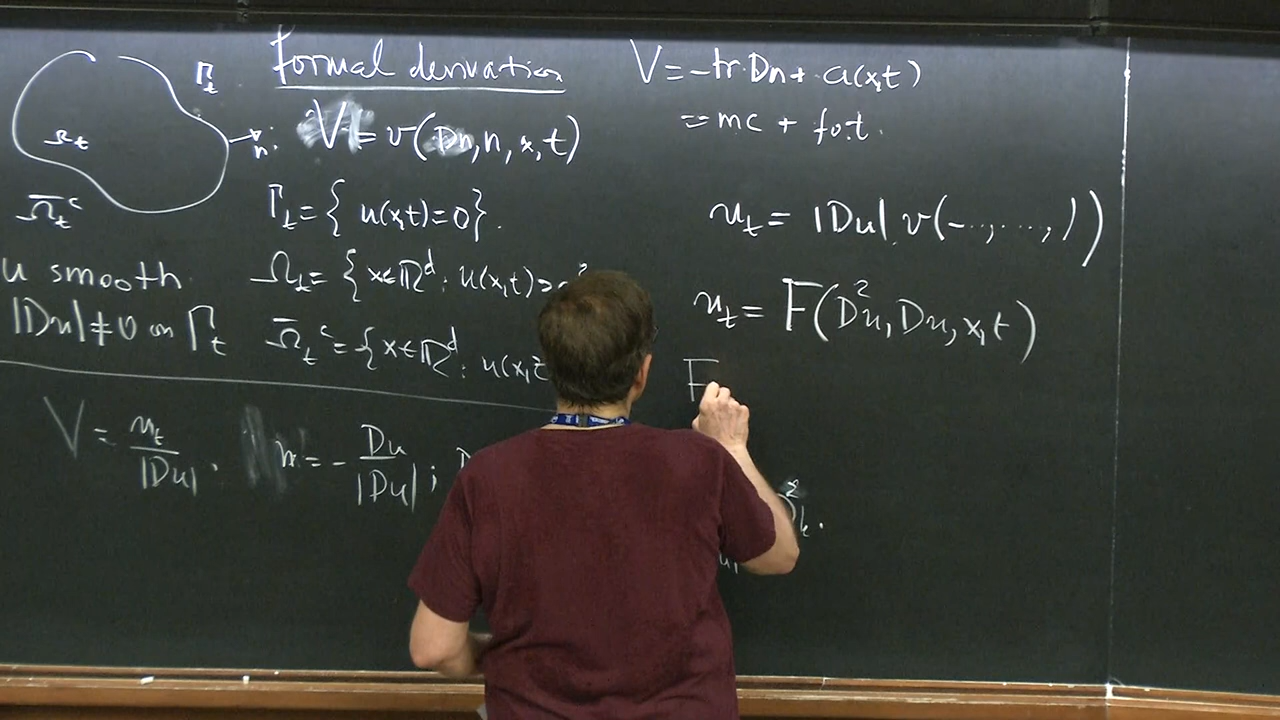 Formal derivation
V = v(Dn, n, x, t)
Γ_t
Ω_t
n
Ω̄_t^c
Γ_t = { u(x,t) = 0 }.
u smooth
|Du| ≠ 0 on Γ_t
Ω_t = { x ∈ ℝ^d : u(x,t) >
Ω̄_t^c = { x ∈ ℝ^d : u(x,t
V = u_t / |Du| .
n = - Du / |Du| ;
V = -tr Dn + a(x,t)
= mc + f.o.t.
u_t = |Du| v( - - , . . . . , ) )
u_t = F(D²u, Du, x, t)
F